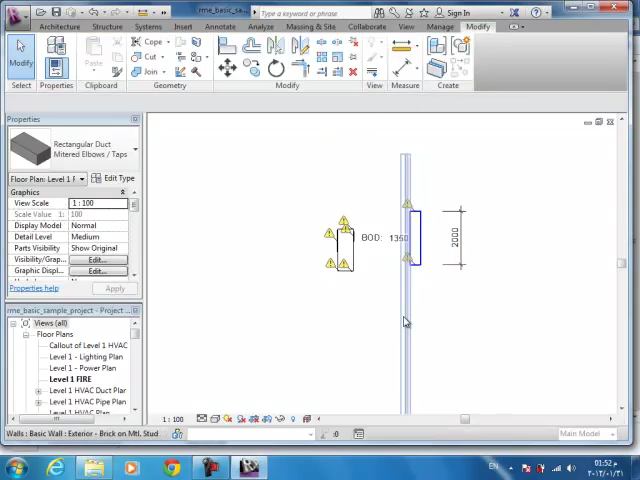 rme_basic_sa...
Type a keyword or phrase
Sign In
Architecture
Structure
Systems
Insert
Annotate
Massing & Site
Collaborate
View
Manage
Modify
Modify
Properties
Paste
Cope
Cut
Join
Select
Properties
Clipboard
Geometry
Modify
View
Measure
Create
Properties
Rectangular Duct
Mitered Elbows / Taps
Floor Plan: Level 1 F
Edit Type
Graphics
View Scale
1 : 100
Scale Value 1:
100
Display Model
Normal
Detail Level
Medium
Parts Visibility
Show Original
Visibility/Grap...
Edit...
Graphic Displ...
Edit...
Properties help
Apply
rme_basic_sample_project - Project ...
Views (all)
Floor Plans
Callout of Level 1 HVAC
Level 1 - Lighting Plan
Level 1 - Power Plan
Level 1 FIRE
Level 1 HVAC Duct Plar
Level 1 HVAC Pipe Plan
BOD: 1350
2000
1 : 100
Walls : Basic Wall : Exterior - Brick on Mtl. Stud
:0
Main Model
EN
01:52 م
٢٠١٢/٠١/٣١